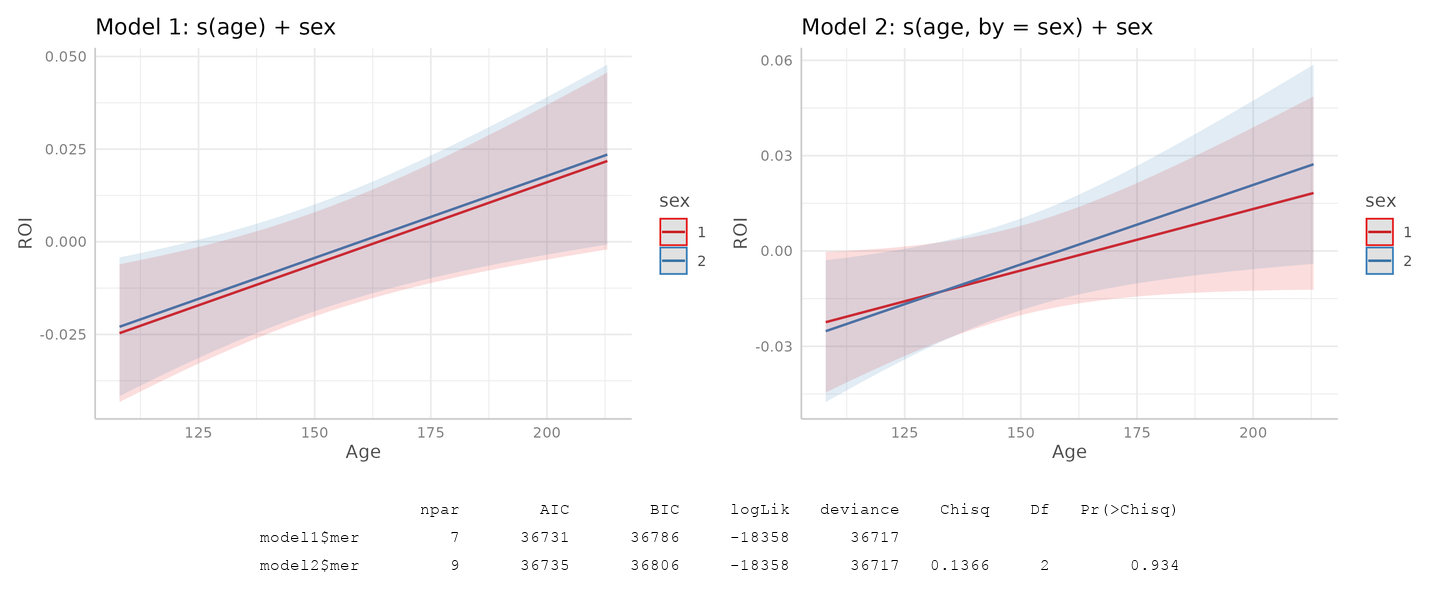 Model 1: s(age) + sex
0.050
0.025
0.000
-0.025
ROI
125 150 175 200
Age
sex
1
2
Model 2: s(age, by = sex) + sex
0.06
0.03
0.00
-0.03
ROI
125 150 175 200
Age
sex
1
2
npar AIC BIC logLik deviance Chisq Df Pr(>Chisq)
model1$mer 7 36731 36786 -18358 36717
model2$mer 9 36735 36806 -18358 36717 0.1366 2 0.934